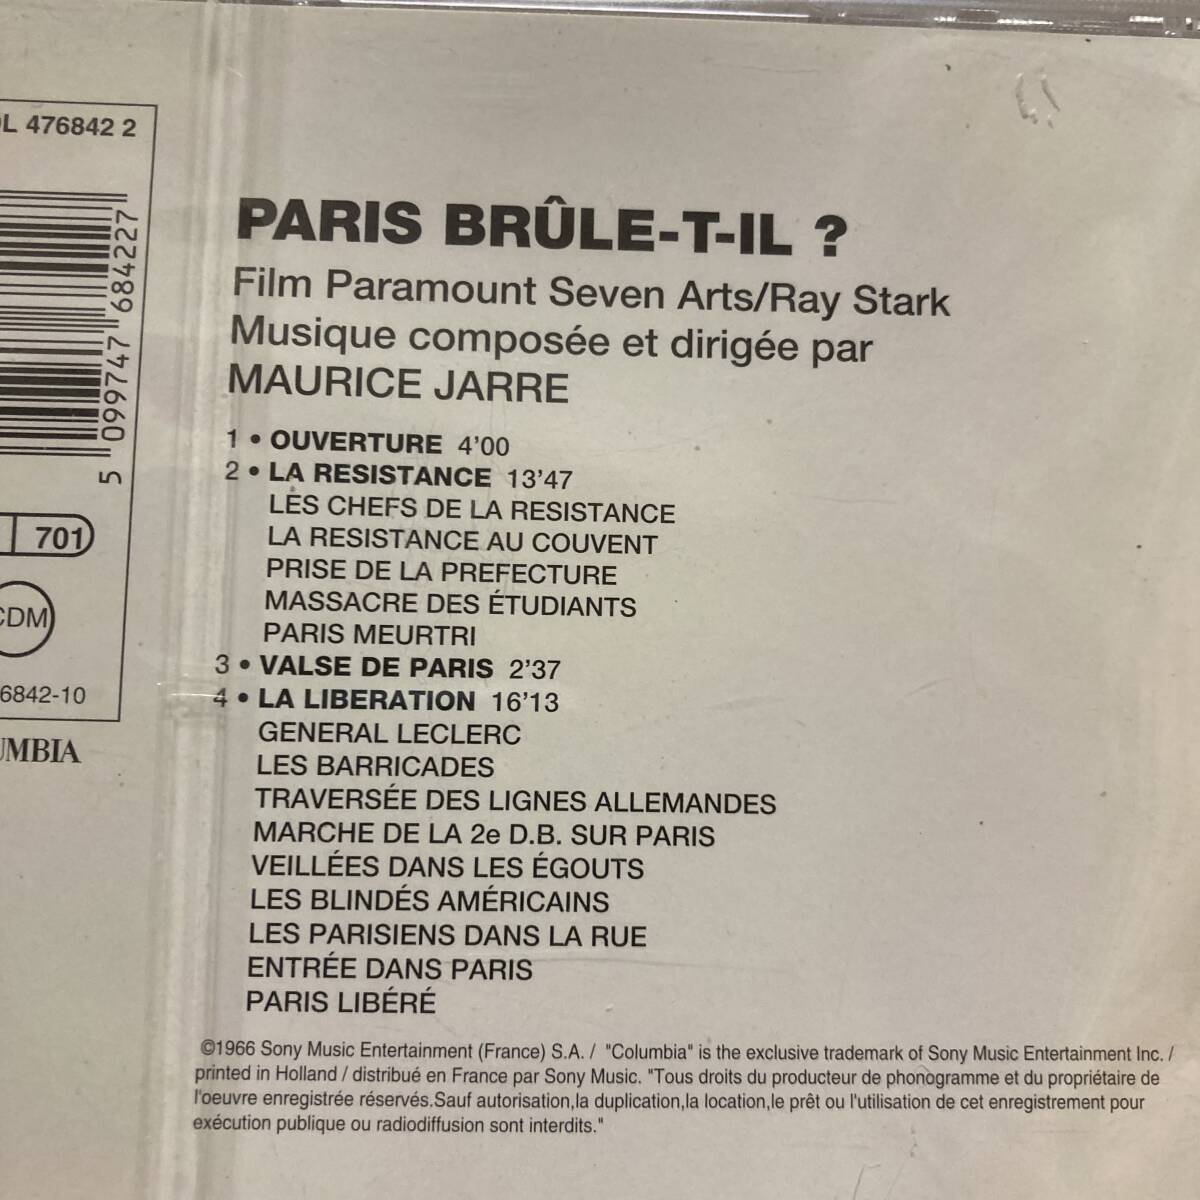 476842 2
5 099747 684227
701
CDM
6842-10
PARIS BRÛLE-T-IL ?
Film Paramount Seven Arts/Ray Stark
Musique composée et dirigée par
MAURICE JARRE
1 • OUVERTURE 4'00
2 • LA RESISTANCE 13'47
LES CHEFS DE LA RESISTANCE
LA RESISTANCE AU COUVENT
PRISE DE LA PREFECTURE
MASSACRE DES ÉTUDIANTS
PARIS MEURTRI
3 • VALSE DE PARIS 2'37
4 • LA LIBERATION 16'13
GENERAL LECLERC
LES BARRICADES
TRAVERSÉE DES LIGNES ALLEMANDES
MARCHE DE LA 2e D.B. SUR PARIS
VEILLÉES DANS LES ÉGOUTS
LES BLINDÉS AMÉRICAINS
LES PARISIENS DANS LA RUE
ENTRÉE DANS PARIS
PARIS LIBÉRÉ
©1966 Sony Music Entertainment (France) S.A. / "Columbia" is the exclusive trademark of Sony Music Entertainment Inc. /
printed in Holland / distribué en France par Sony Music. "Tous droits du producteur de phonogramme et du propriétaire de
l'oeuvre enregistrée réservés.Sauf autorisation,la duplication,la location,le prêt ou l'utilisation de cet enregistrement pour
exécution publique ou radiodiffusion sont interdits."